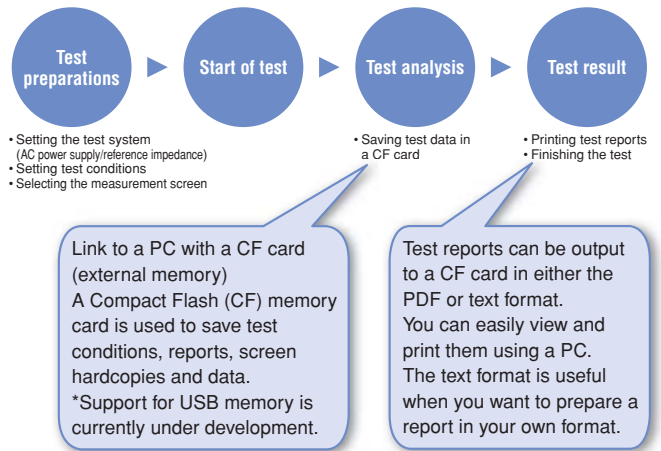 Test
preparations
Start of test
Test analysis
Test result
• Setting the test system
(AC power supply/reference impedance)
• Setting test conditions
• Selecting the measurement screen
• Saving test data in
a CF card
• Printing test reports
• Finishing the test
Link to a PC with a CF card
(external memory)
A Compact Flash (CF) memory
card is used to save test
conditions, reports, screen
hardcopies and data.
*Support for USB memory is
currently under development.
Test reports can be output
to a CF card in either the
PDF or text format.
You can easily view and
print them using a PC.
The text format is useful
when you want to prepare a
report in your own format.